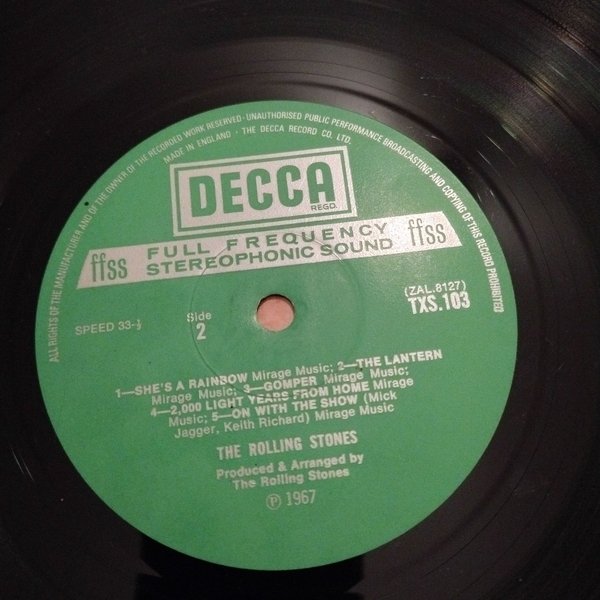 ALL RIGHTS OF THE MANUFACTURER AND OF THE OWNER OF THE RECORDED WORK RESERVED · UNAUTHORISED PUBLIC PERFORMANCE BROADCASTING AND COPYING OF THIS RECORD PROHIBITED
MADE IN ENGLAND · THE DECCA RECORD CO. LTD.
DECCA
REGD.
ffss FULL FREQUENCY ffss
STEREOPHONIC SOUND
SPEED 33-⅓
Side
2
(ZAL.8127)
TXS.103
1—SHE'S A RAINBOW Mirage Music; 2—THE LANTERN
Mirage Music; 3—GOMPER Mirage Music;
4—2,000 LIGHT YEARS FROM HOME Mirage
Music; 5—ON WITH THE SHOW (Mick
Jagger, Keith Richard) Mirage Music
THE ROLLING STONES
Produced & Arranged by
The Rolling Stones
℗ 1967